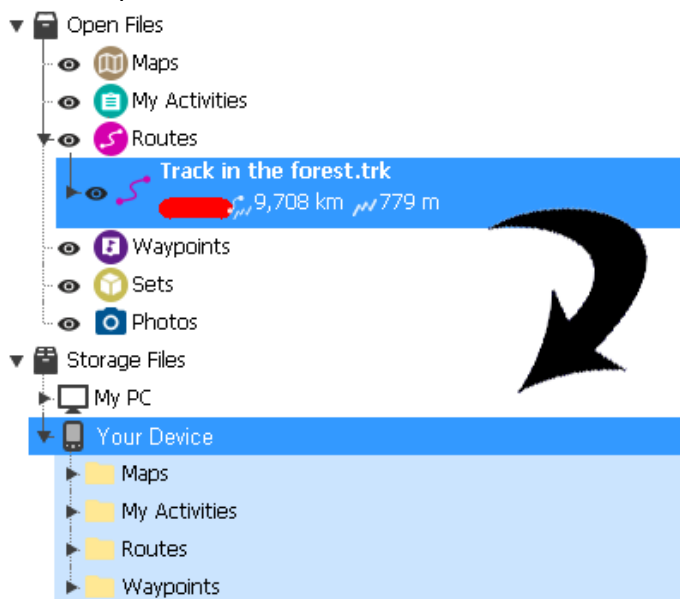 Open Files
Maps
My Activities
Routes
Track in the forest.trk
9,708 km 779 m
Waypoints
Sets
Photos
Storage Files
My PC
Your Device
Maps
My Activities
Routes
Waypoints